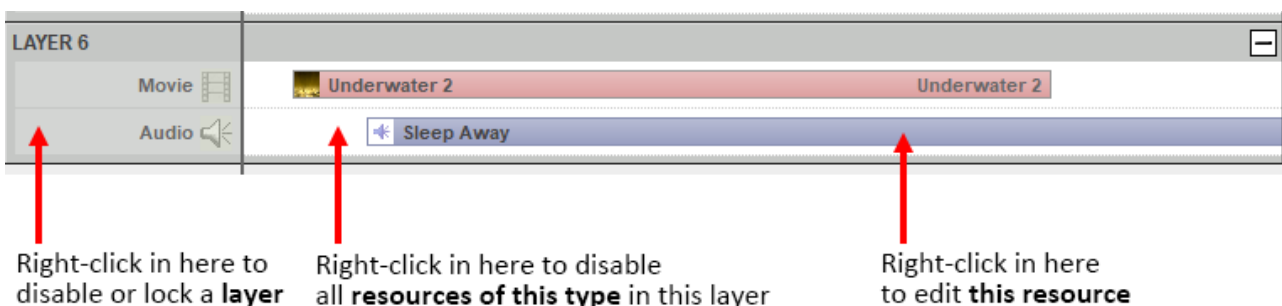 LAYER 6
Movie
Underwater 2 Underwater 2
Audio
Sleep Away
Right-click in here to
disable or lock a layer
Right-click in here to disable
all resources of this type in this layer
Right-click in here
to edit this resource